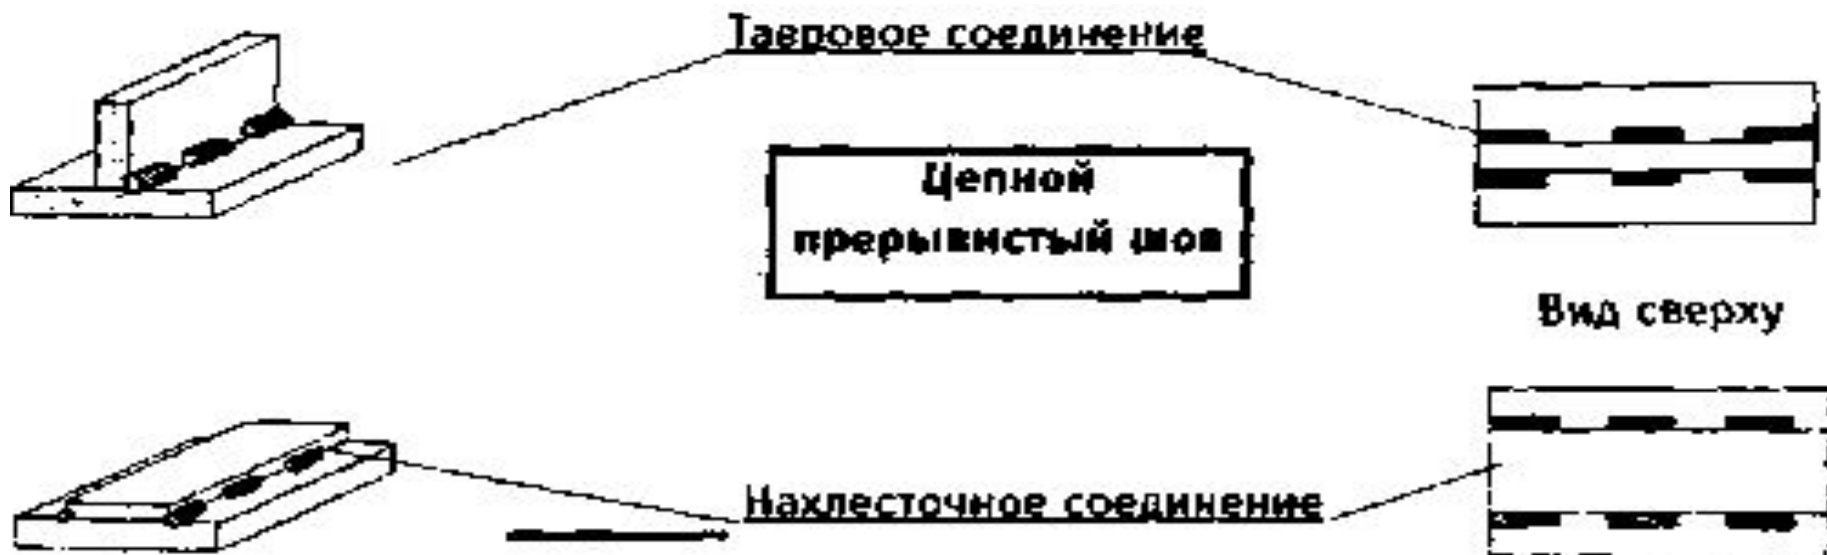 Тавровое соединение
Цепной
прерывистый шов
Вид сверху
Нахлесточное соединение